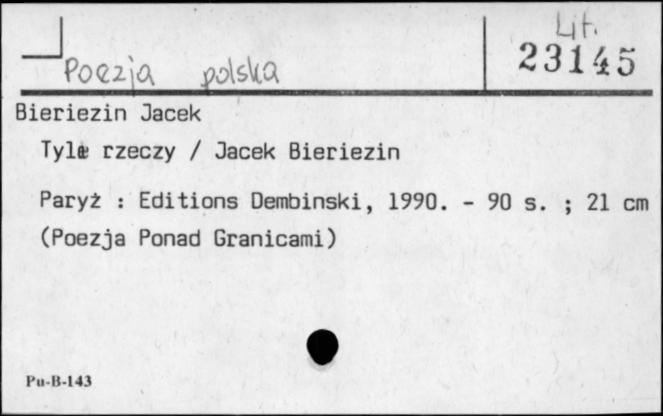 Lit.
23145
Poezja polska
Bieriezin Jacek
Tyle rzeczy / Jacek Bieriezin
Paryż : Editions Dembinski, 1990. - 90 s. ; 21 cm
(Poezja Ponad Granicami)
Pu-B-143